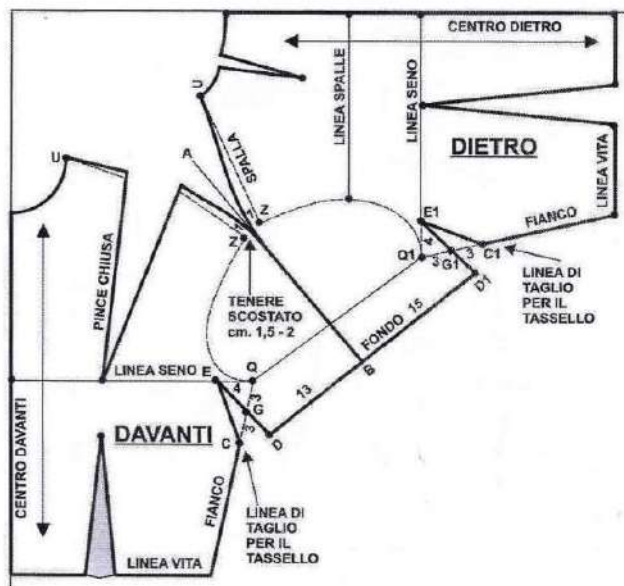 CENTRO DIETRO
LINEA SPALLE
LINEA SENO
DIETRO
LINEA VITA
U
SPALLA
A
U
Z
1
1
Z
E1
4
Q1
3
G1
3
C1
D1
FIANCO
LINEA DI
TAGLIO
PER IL
TASSELLO
TENERE
SCOSTATO
cm. 1,5 - 2
PINCE CHIUSA
FONDO
15
B
13
LINEA SENO
E
4
Q
3
G
3
D
C
CENTRO DAVANTI
DAVANTI
FIANCO
LINEA DI
TAGLIO
PER IL
TASSELLO
LINEA VITA